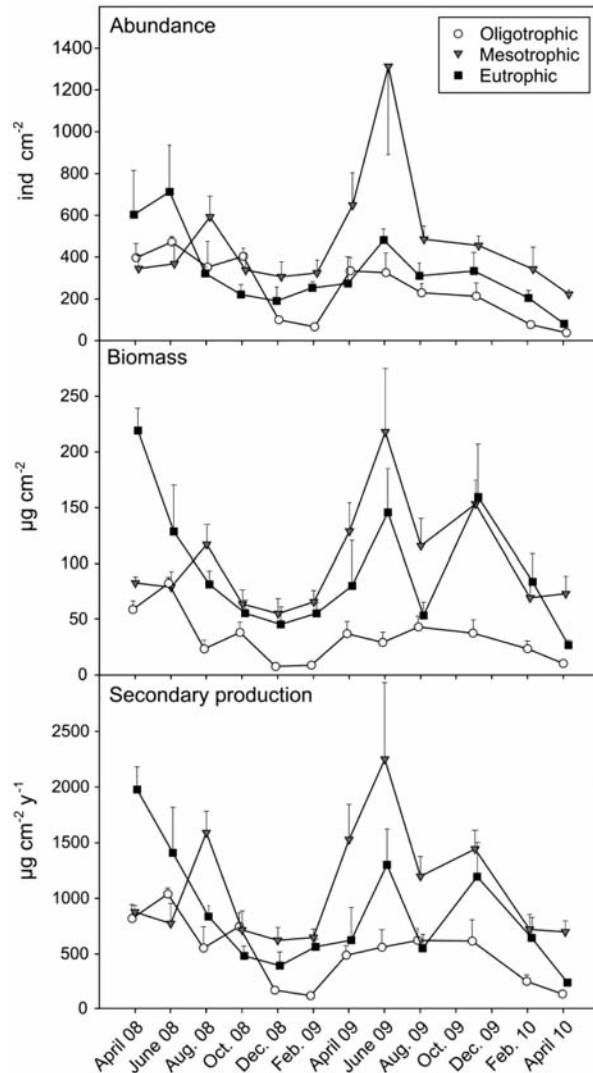 Abundance
Oligotrophic
Mesotrophic
Eutrophic
ind cm⁻²
1400
1200
1000
800
600
400
200
0
Biomass
µg cm⁻²
250
200
150
100
50
0
Secondary production
µg cm⁻² y⁻¹
2500
2000
1500
1000
500
0
April 08
June 08
Aug. 08
Oct. 08
Dec. 08
Feb. 09
April 09
June 09
Aug. 09
Oct. 09
Dec. 09
Feb. 10
April 10